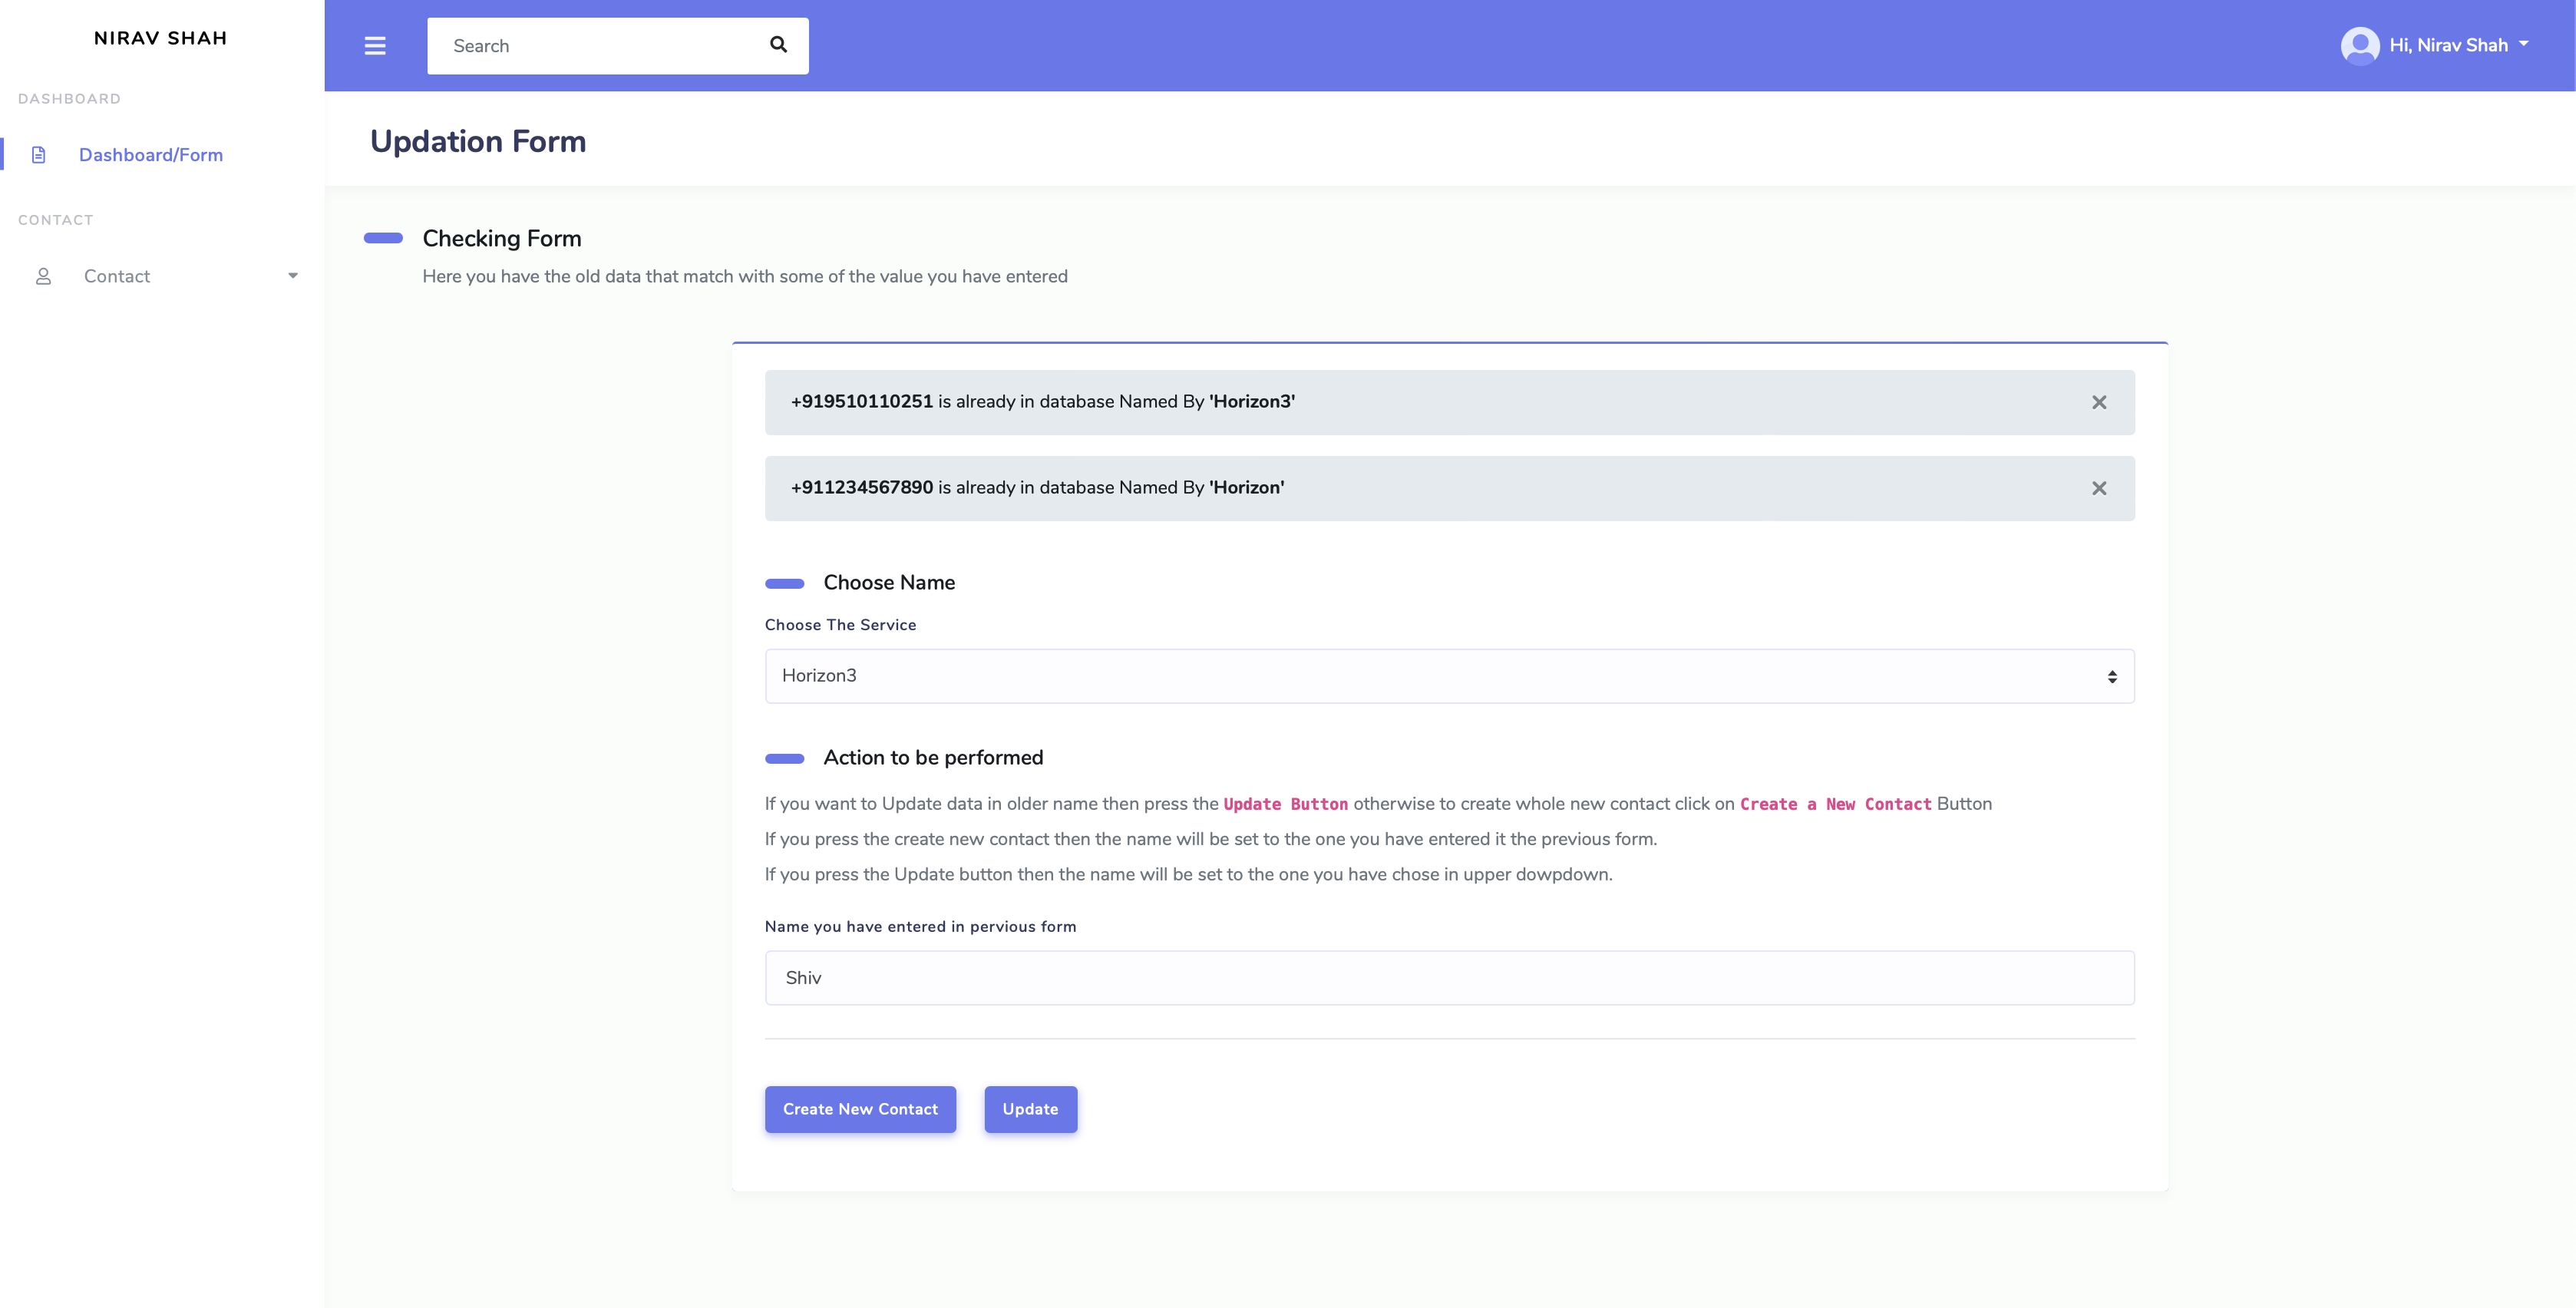 NIRAV SHAH
DASHBOARD
Dashboard/Form
CONTACT
Contact
Search
Hi, Nirav Shah
Updation Form
Checking Form
Here you have the old data that match with some of the value you have entered
+919510110251 is already in database Named By 'Horizon3'
+911234567890 is already in database Named By 'Horizon'
Choose Name
Choose The Service
Horizon3
Action to be performed
If you want to Update data in older name then press the Update Button otherwise to create whole new contact click on Create a New Contact Button
If you press the create new contact then the name will be set to the one you have entered it the previous form.
If you press the Update button then the name will be set to the one you have chose in upper dowpdown.
Name you have entered in pervious form
Shiv
Create New Contact
Update